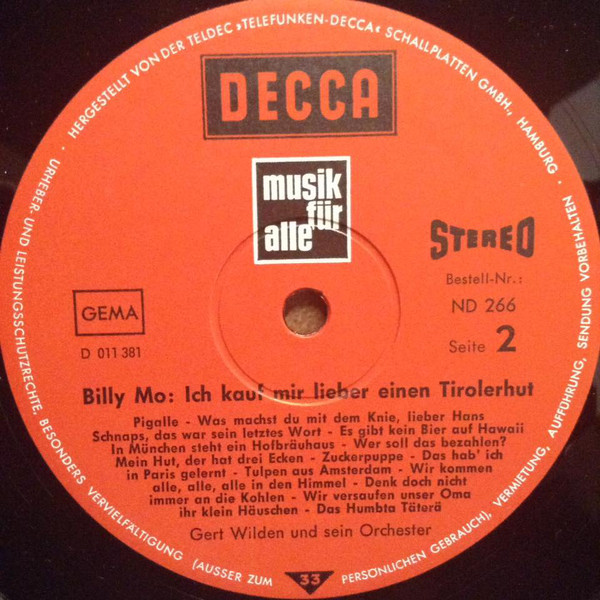 HERGESTELLT VON DER TELDEC »TELEFUNKEN-DECCA« SCHALLPLATTEN GMBH., HAMBURG ·
URHEBER- UND LEISTUNGSSCHUTZRECHTE, BESONDERS VERVIELFÄLTIGUNG (AUSSER ZUM PERSÖNLICHEN GEBRAUCH), VERMIETUNG, AUFFÜHRUNG, SENDUNG VORBEHALTEN
DECCA
musik
für
alle
STEREO
Bestell-Nr.:
ND 266
Seite 2
GEMA
D 011 381
Billy Mo: Ich kauf mir lieber einen Tirolerhut
Pigalle - Was machst du mit dem Knie, lieber Hans
Schnaps, das war sein letztes Wort - Es gibt kein Bier auf Hawaii
In München steht ein Hofbräuhaus - Wer soll das bezahlen?
Mein Hut, der hat drei Ecken - Zuckerpuppe - Das hab' ich
in Paris gelernt - Tulpen aus Amsterdam - Wir kommen
alle, alle, alle in den Himmel - Denk doch nicht
immer an die Kohlen - Wir versaufen unser Oma
ihr klein Häuschen - Das Humbta Täterä
Gert Wilden und sein Orchester
33